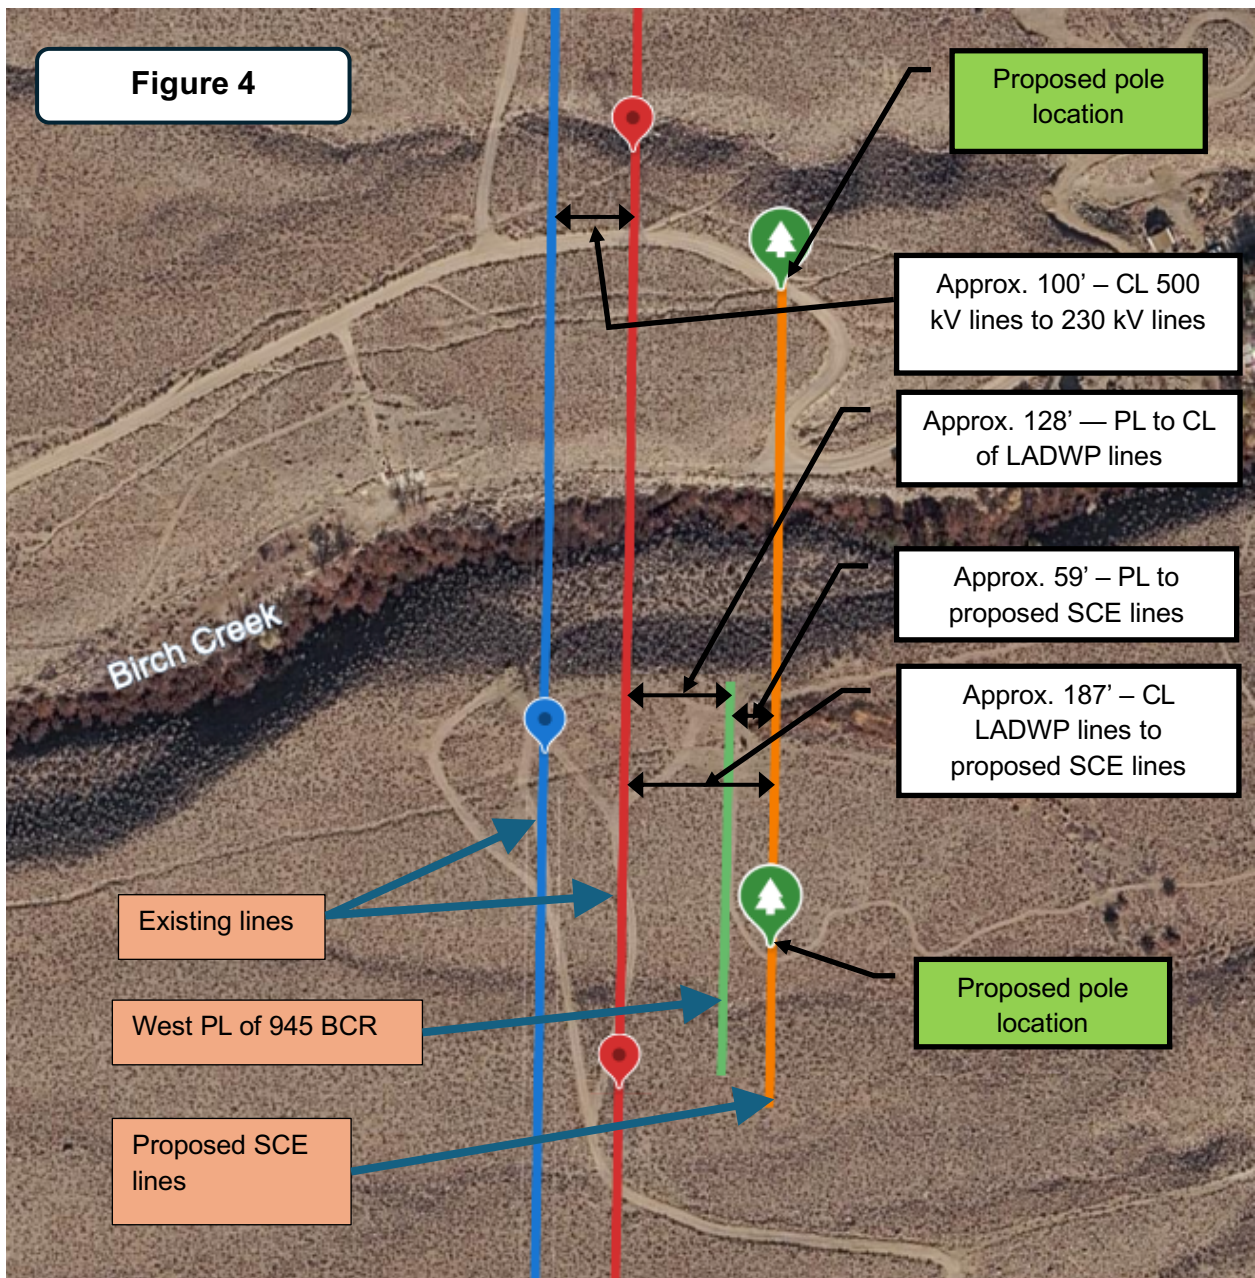 Figure 4
Proposed pole
location
Approx. 100’ – CL 500
kV lines to 230 kV lines
Approx. 128’ — PL to CL
of LADWP lines
Approx. 59’ – PL to
proposed SCE lines
Approx. 187’ – CL
LADWP lines to
proposed SCE lines
Birch Creek
Existing lines
West PL of 945 BCR
Proposed pole
location
Proposed SCE
lines